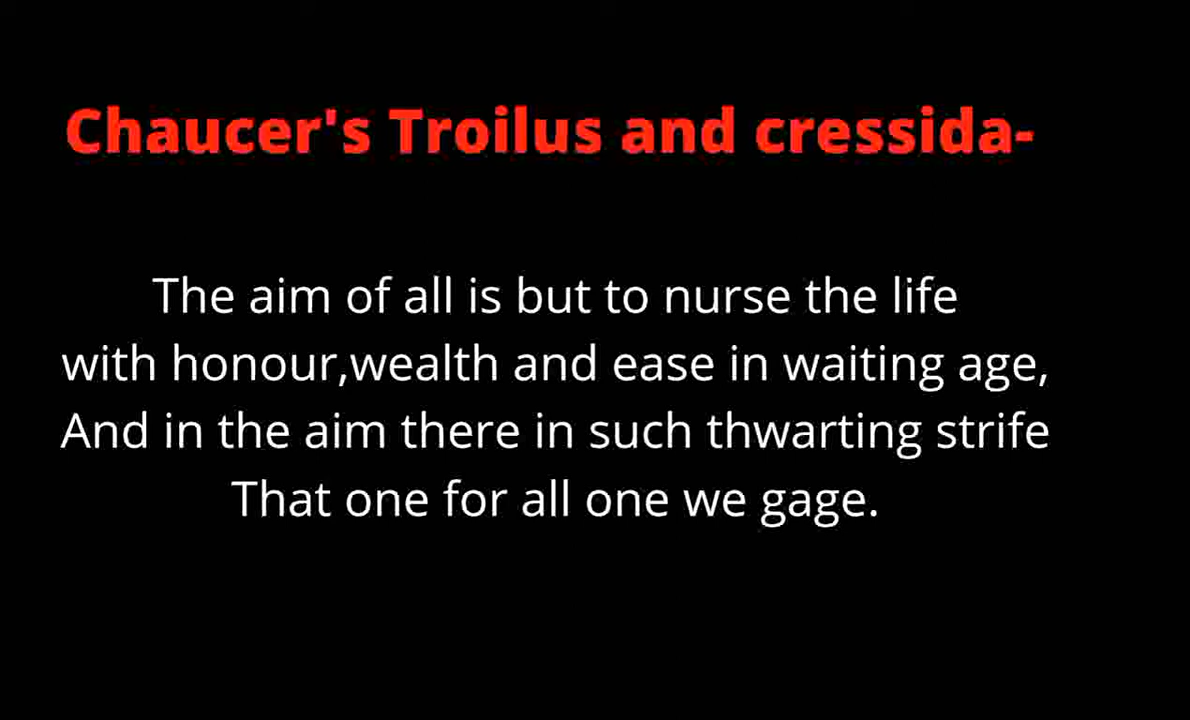 Chaucer's Troilus and cressida-
The aim of all is but to nurse the life
with honour,wealth and ease in waiting age,
And in the aim there in such thwarting strife
That one for all one we gage.